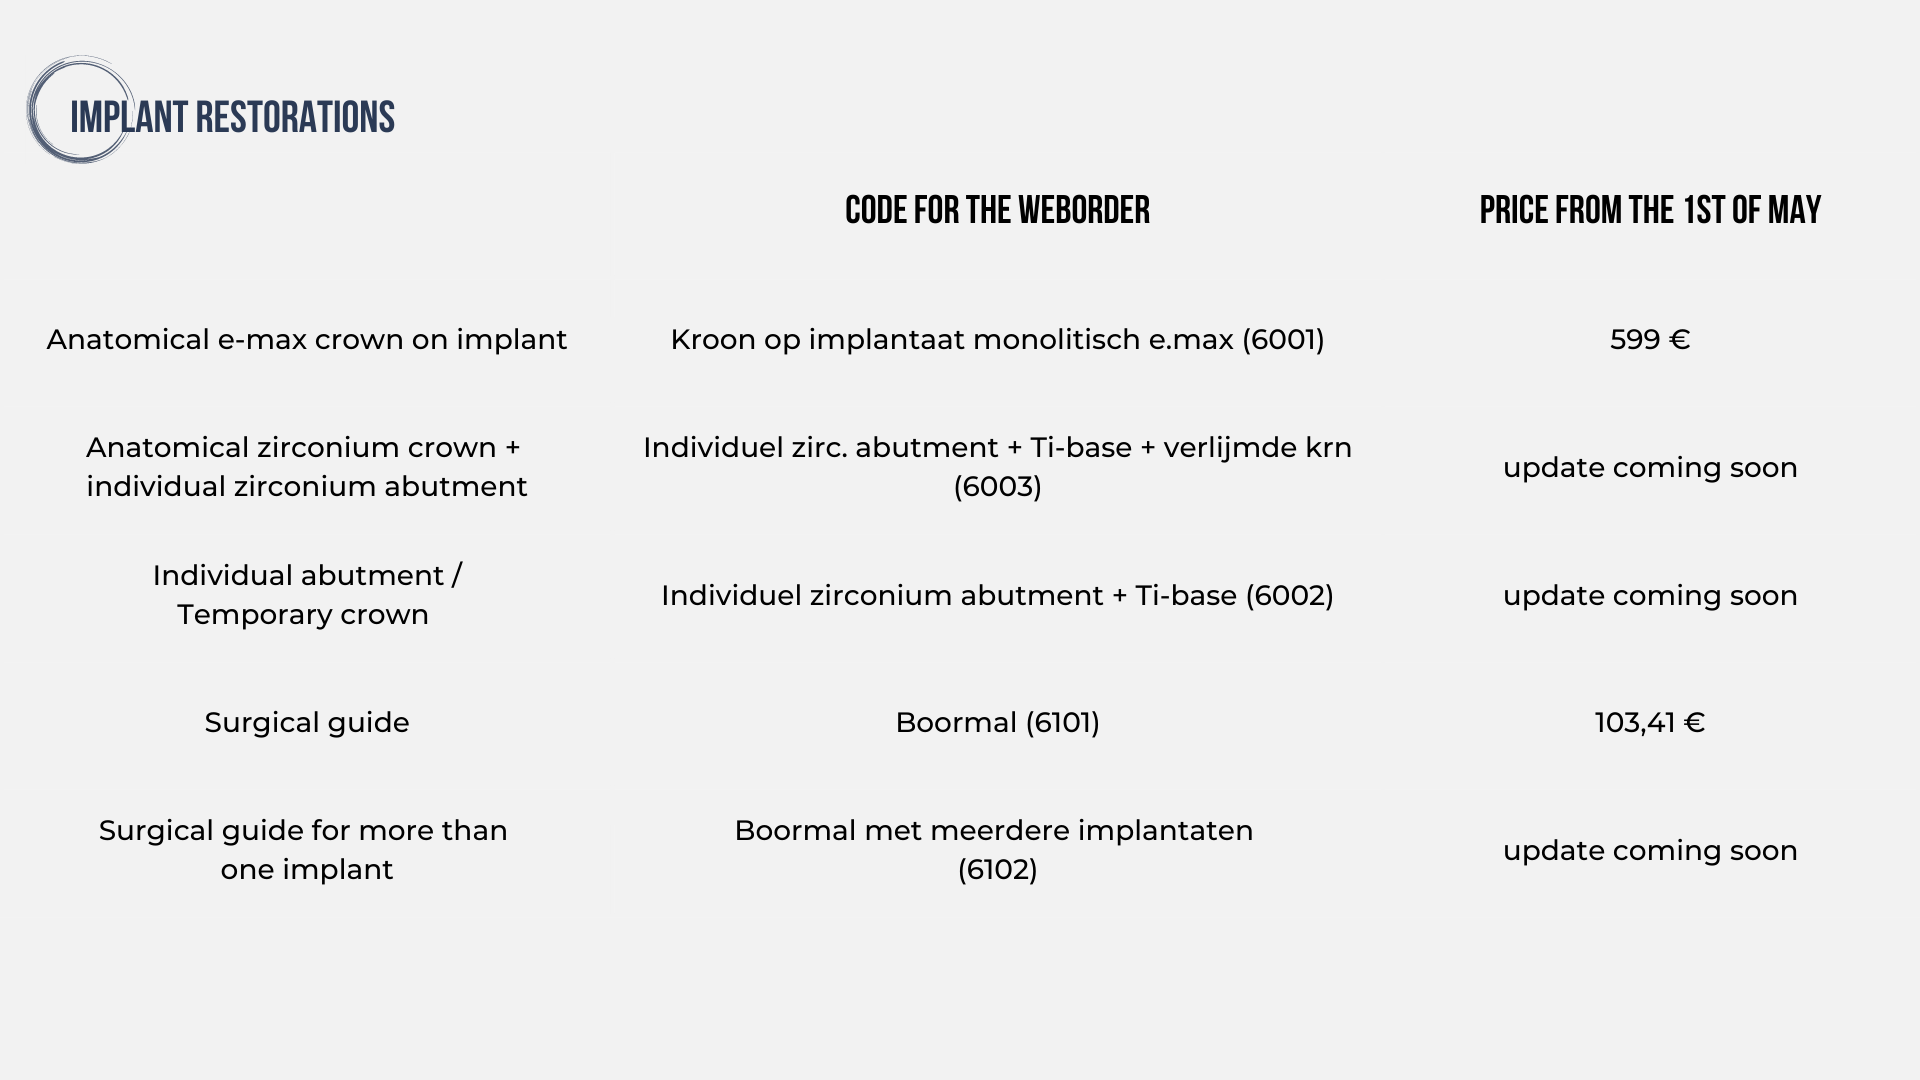 IMPLANT RESTORATIONS
CODE FOR THE WEBORDER
PRICE FROM THE 1ST OF MAY
Anatomical e-max crown on implant
Kroon op implantaat monolitisch e.max (6001)
599 €
Anatomical zirconium crown +
individual zirconium abutment
Individuel zirc. abutment + Ti-base + verlijmde krn
(6003)
update coming soon
Individual abutment /
Temporary crown
Individuel zirconium abutment + Ti-base (6002)
update coming soon
Surgical guide
Boormal (6101)
103,41 €
Surgical guide for more than
one implant
Boormal met meerdere implantaten
(6102)
update coming soon